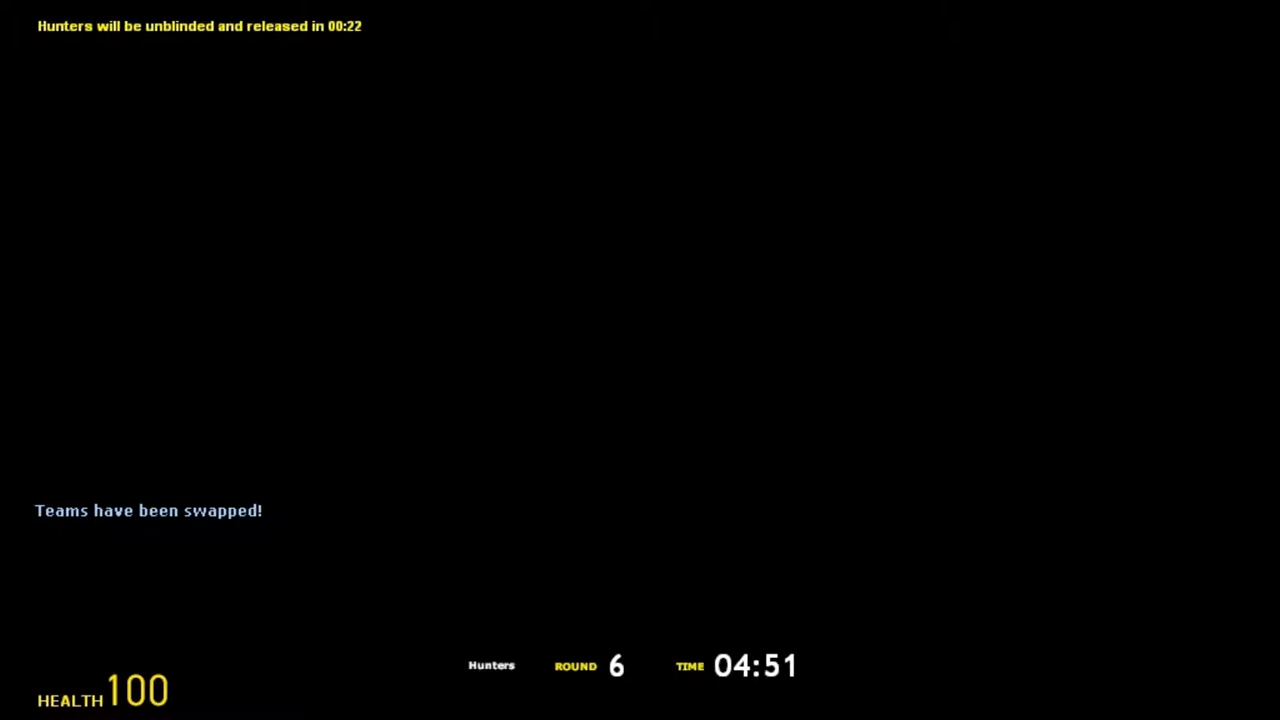 Hunters will be unblinded and released in 00:22
Teams have been swapped!
Hunters ROUND 6 TIME 04:51
HEALTH 100